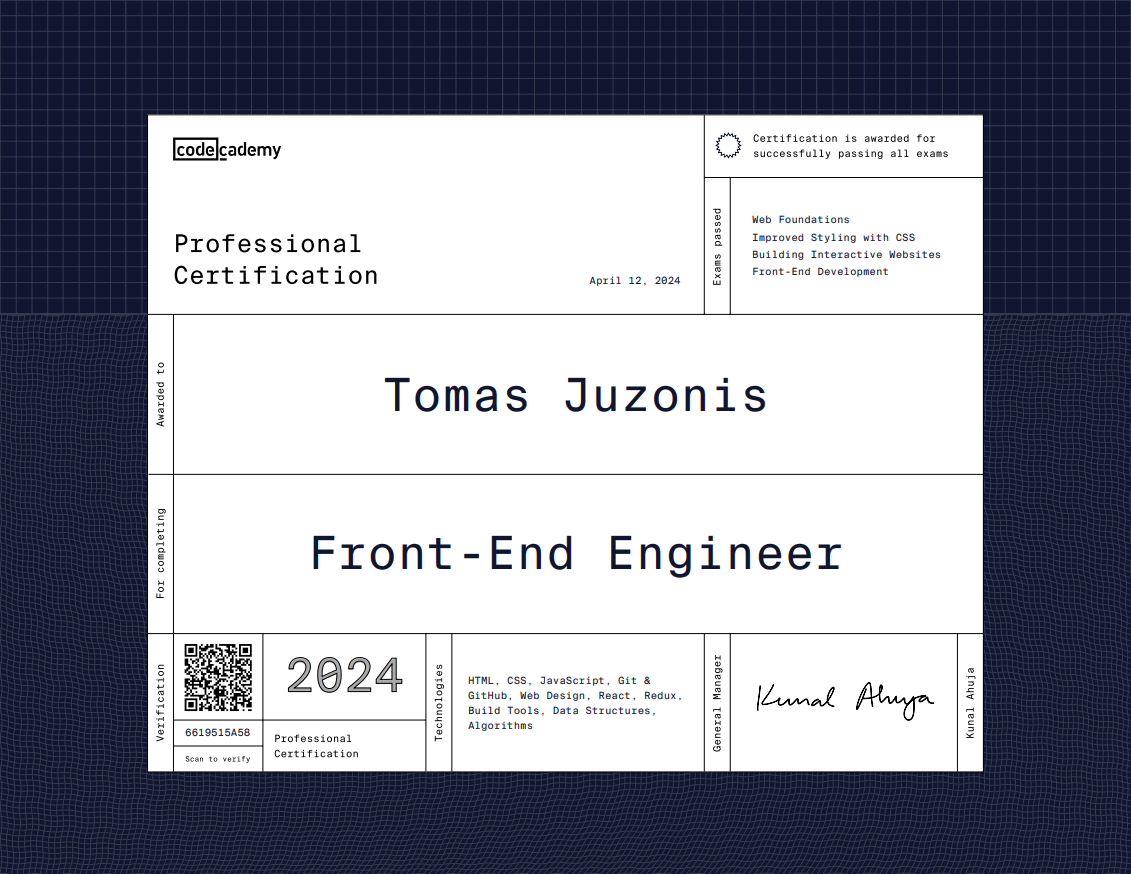 codecademy
Certification is awarded for
successfully passing all exams
Professional
Certification
April 12, 2024
Exams passed
Web Foundations
Improved Styling with CSS
Building Interactive Websites
Front-End Development
Awarded to
Tomas Juzonis
For completing
Front-End Engineer
Verification
6619515A58
Scan to verify
2024
Professional
Certification
Technologies
HTML, CSS, JavaScript, Git &
GitHub, Web Design, React, Redux,
Build Tools, Data Structures,
Algorithms
General Manager
Kunal Ahuja
Kunal Ahuja